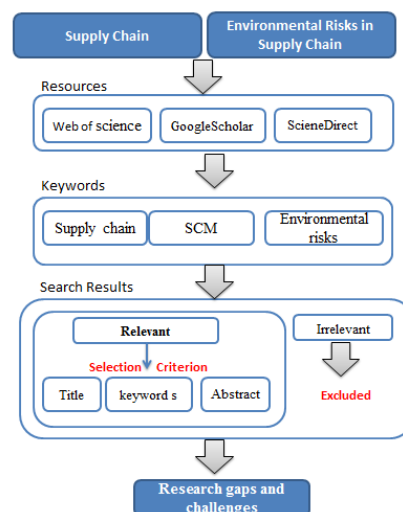 Supply Chain
Environmental Risks in
Supply Chain
Resources
Web of science
GoogleScholar
ScieneDirect
Keywords
Supply chain
SCM
Environmental
risks
Search Results
Relevant
Irrelevant
Selection Criterion
Title
keyword s
Abstract
Excluded
Research gaps and
challenges